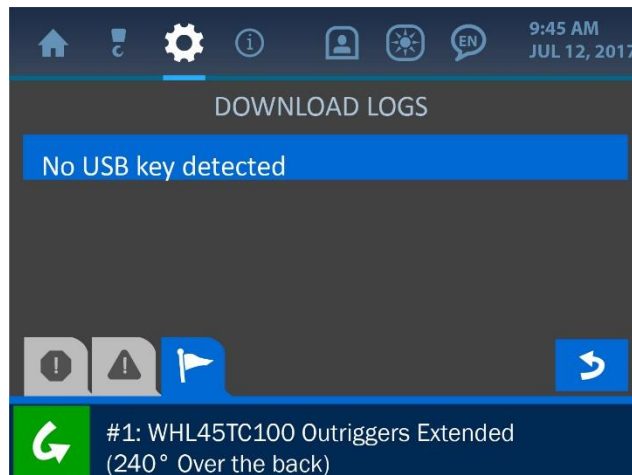 EN
9:45 AM
JUL 12, 2017
DOWNLOAD LOGS
No USB key detected
#1: WHL45TC100 Outriggers Extended
(240° Over the back)